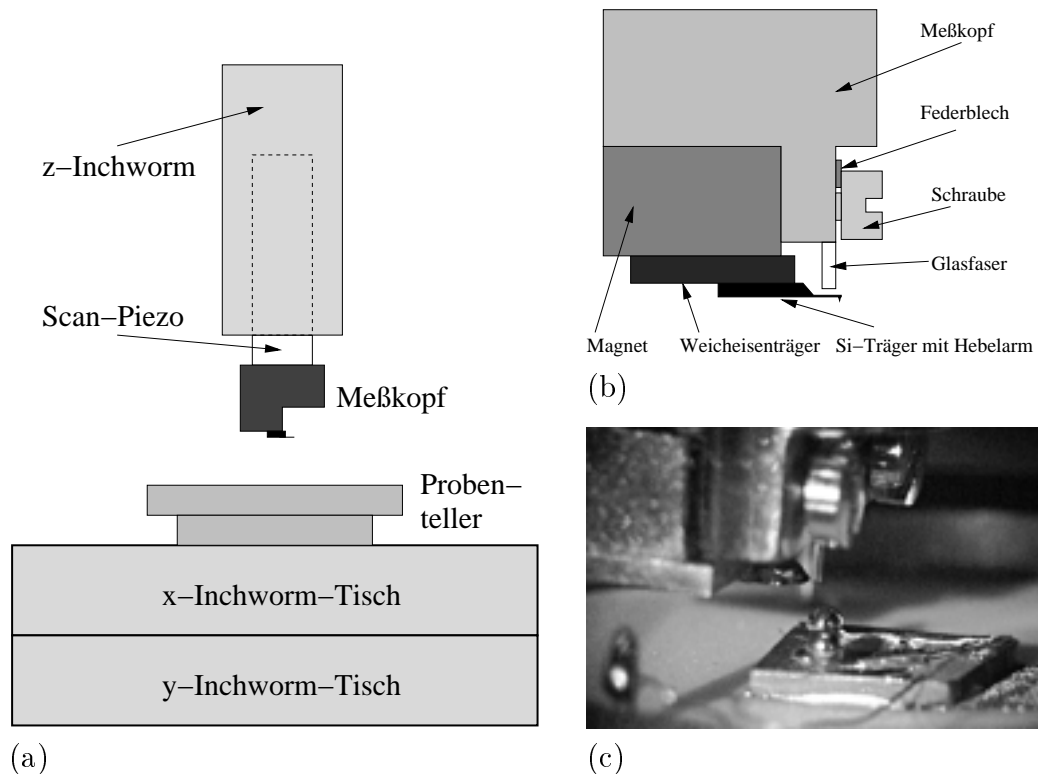 z−Inchworm
Scan−Piezo
Meßkopf
Proben−
teller
x−Inchworm−Tisch
y−Inchworm−Tisch
(a)
Meßkopf
Federblech
Schraube
Glasfaser
Magnet
Weicheisenträger
Si−Träger mit Hebelarm
(b)
(c)